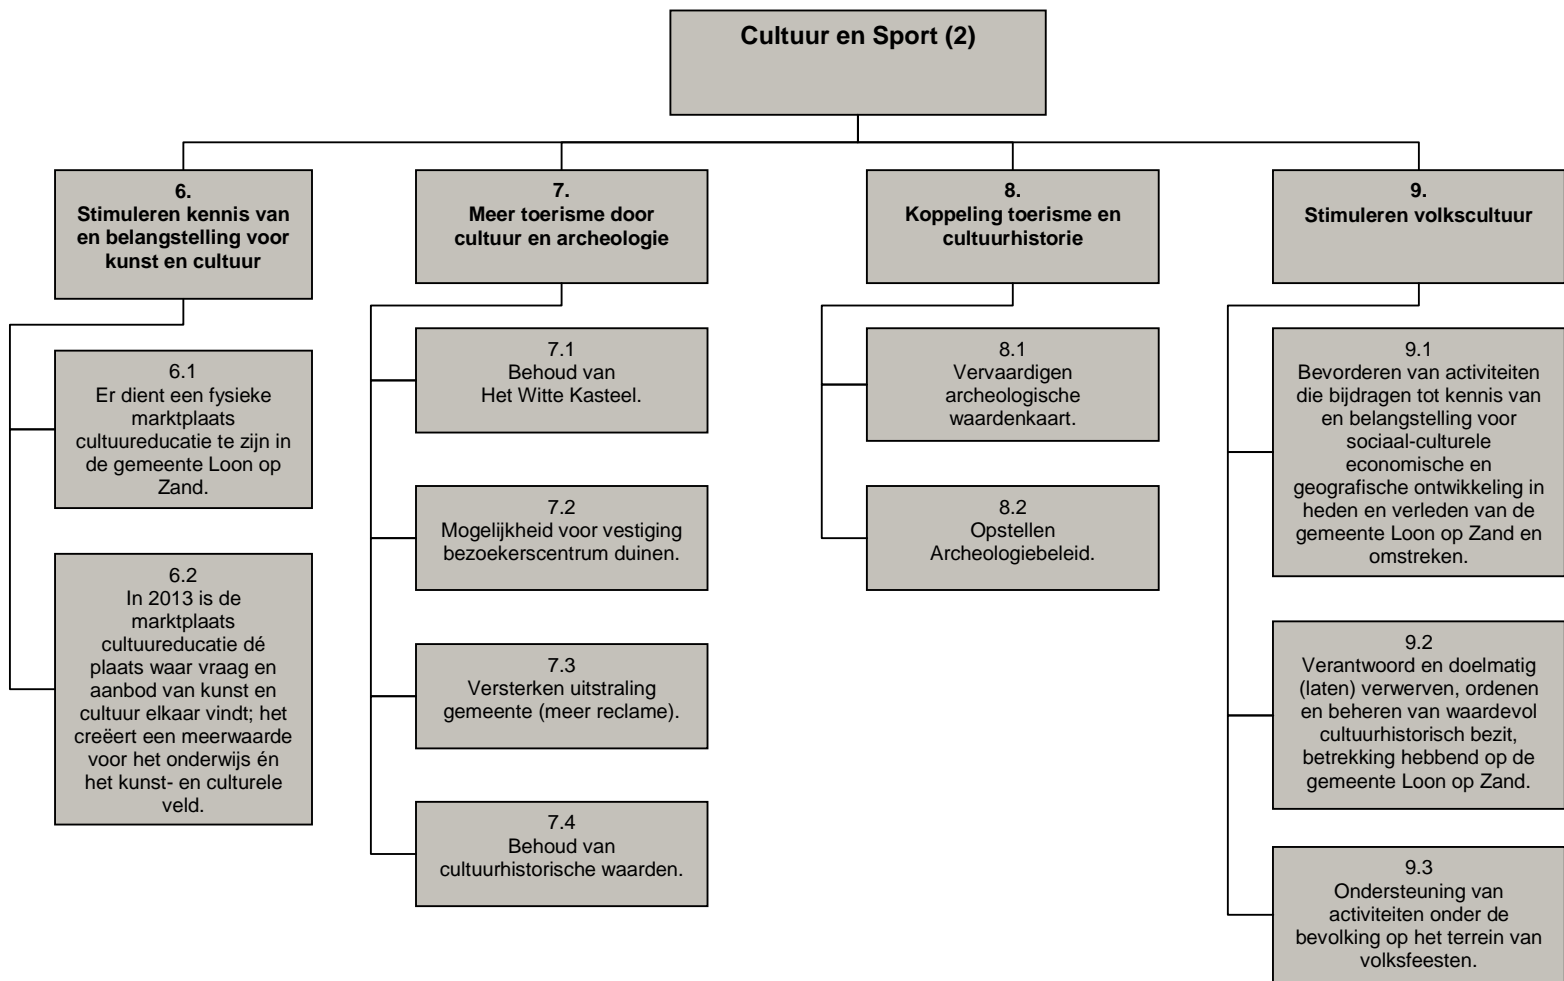 Cultuur en Sport (2)
6.
Stimuleren kennis van
en belangstelling voor
kunst en cultuur
6.1
Er dient een fysieke
marktplaats
cultuureducatie te zijn in
de gemeente Loon op
Zand.
6.2
In 2013 is de
marktplaats
cultuureducatie dé
plaats waar vraag en
aanbod van kunst en
cultuur elkaar vindt; het
creëert een meerwaarde
voor het onderwijs én
het kunst- en culturele
veld.
7.
Meer toerisme door
cultuur en archeologie
7.1
Behoud van
Het Witte Kasteel.
7.2
Mogelijkheid voor vestiging
bezoekerscentrum duinen.
7.3
Versterken uitstraling
gemeente (meer reclame).
7.4
Behoud van
cultuurhistorische waarden.
8.
Koppeling toerisme en
cultuurhistorie
8.1
Vervaardigen
archeologische
waardenkaart.
8.2
Opstellen
Archeologiebeleid.
9.
Stimuleren volkscultuur
9.1
Bevorderen van activiteiten
die bijdragen tot kennis van
en belangstelling voor
sociaal-culturele
economische en
geografische ontwikkeling in
heden en verleden van de
gemeente Loon op Zand en
omstreken.
9.2
Verantwoord en doelmatig
(laten) verwerven, ordenen
en beheren van waardevol
cultuurhistorisch bezit,
betrekking hebbend op de
gemeente Loon op Zand.
9.3
Ondersteuning van
activiteiten onder de
bevolking op het terrein van
volksfeesten.